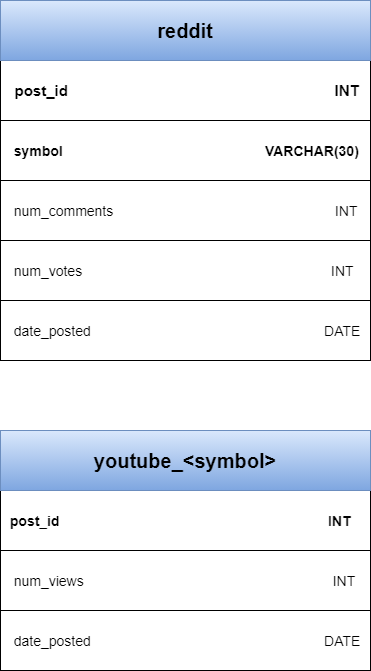 reddit
post_id INT
symbol VARCHAR(30)
num_comments INT
num_votes INT
date_posted DATE
youtube_<symbol>
post_id INT
num_views INT
date_posted DATE